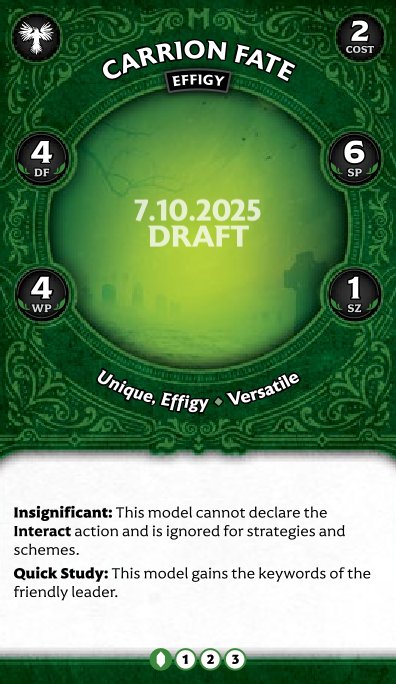 2
COST
CARRION FATE
EFFIGY
4
DF
6
SP
7.10.2025
DRAFT
4
WP
1
SZ
Unique, Effigy • Versatile
Insignificant: This model cannot declare the
Interact action and is ignored for strategies and
schemes.
Quick Study: This model gains the keywords of the
friendly leader.
1 2 3